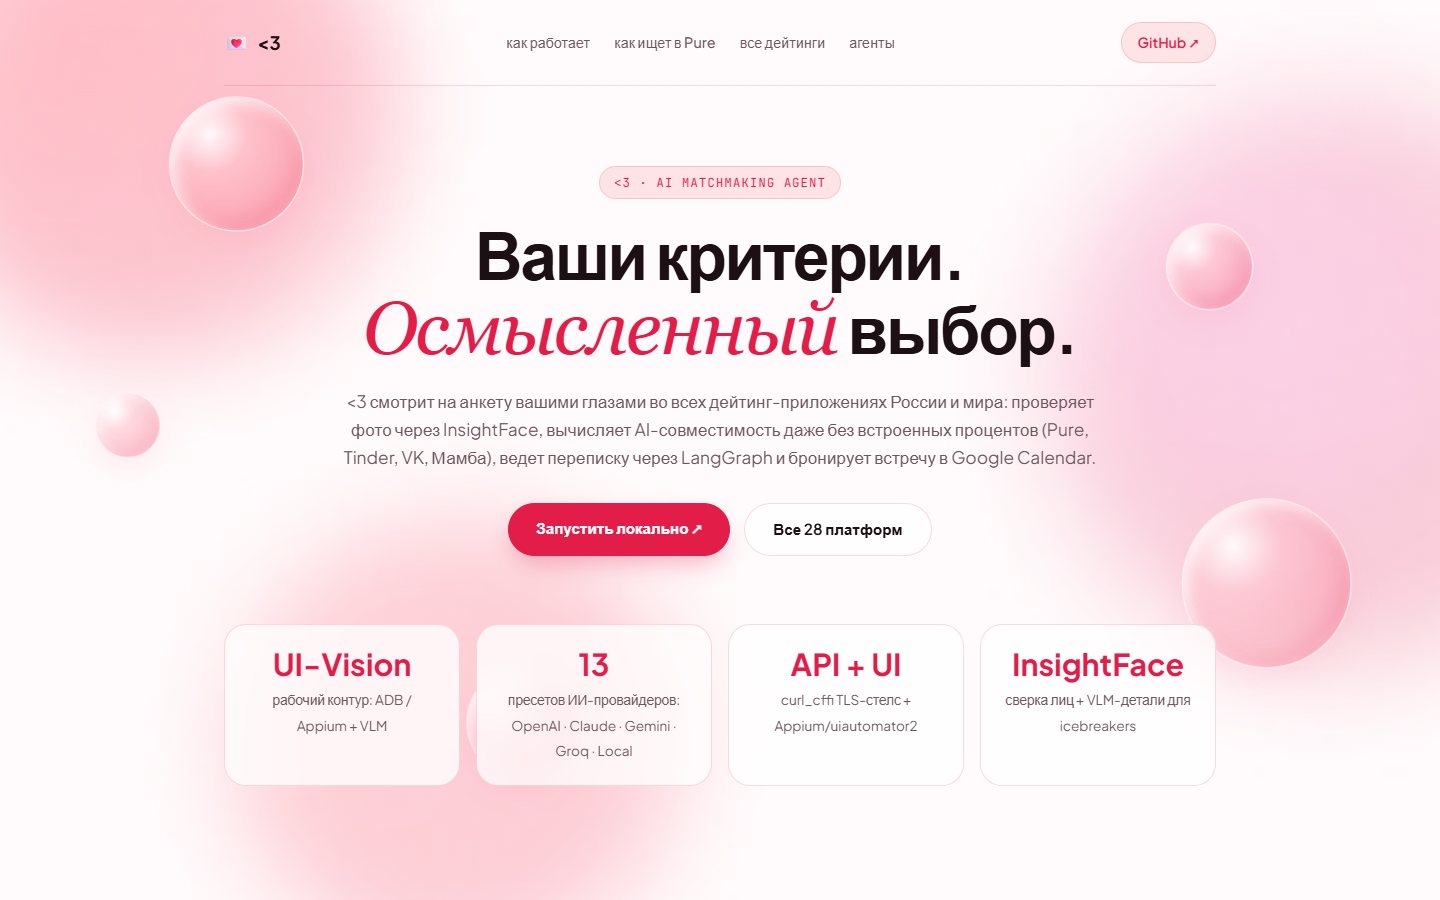 <3
как работает
как ищет в Pure
все дейтинги
агенты
GitHub ↗
<3 · AI MATCHMAKING AGENT
Ваши критерии.
Осмысленный выбор.
<3 смотрит на анкету вашими глазами во всех дейтинг-приложениях России и мира: проверяет
фото через InsightFace, вычисляет AI-совместимость даже без встроенных процентов (Pure,
Tinder, VK, Мамба), ведет переписку через LangGraph и бронирует встречу в Google Calendar.
Запустить локально ↗
Все 28 платформ
UI-Vision
рабочий контур: ADB /
Appium + VLM
13
пресетов ИИ-провайдеров:
OpenAI · Claude · Gemini ·
Groq · Local
API + UI
curl_cffi TLS-стелс +
Appium/uiautomator2
InsightFace
сверка лиц + VLM-детали для
icebreakers